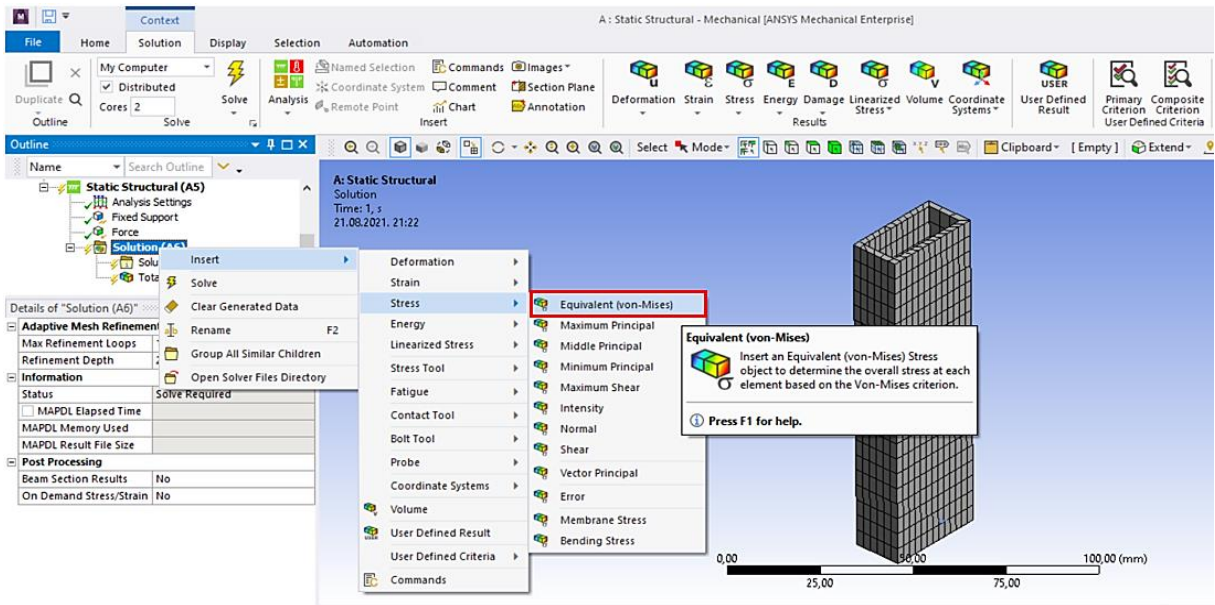 Context
A : Static Structural - Mechanical [ANSYS Mechanical Enterprise]
File Home Solution Display Selection Automation
Duplicate
Outline
My Computer
Distributed
Cores 2
Solve
Solve
Analysis
Named Selection
Coordinate System
Remote Point
Commands
Comment
Chart
Images
Section Plane
Annotation
Insert
Deformation
Strain
Stress
Energy
Damage
Linearized Stress
Volume
Coordinate Systems
Results
USER
User Defined Result
Primary Criterion
Composite Criterion
User Defined Criteria
Outline
Name Search Outline
Select Mode Clipboard [ Empty ] Extend
Static Structural (A5)
Analysis Settings
Fixed Support
Force
Solution (A6)
Solu
Tota
Details of "Solution (A6)"
Adaptive Mesh Refinemen
Max Refinement Loops
Refinement Depth
Information
Status Solve Required
MAPDL Elapsed Time
MAPDL Memory Used
MAPDL Result File Size
Post Processing
Beam Section Results No
On Demand Stress/Strain No
Insert
Solve
Clear Generated Data
Rename F2
Group All Similar Children
Open Solver Files Directory
A: Static Structural
Solution
Time: 1, s
21.08.2021. 21:22
Deformation
Strain
Stress
Energy
Linearized Stress
Stress Tool
Fatigue
Contact Tool
Bolt Tool
Probe
Coordinate Systems
Volume
User Defined Result
User Defined Criteria
Commands
Equivalent (von-Mises)
Maximum Principal
Middle Principal
Minimum Principal
Maximum Shear
Intensity
Normal
Shear
Vector Principal
Error
Membrane Stress
Bending Stress
Equivalent (von-Mises)
Insert an Equivalent (von-Mises) Stress
object to determine the overall stress at each
element based on the Von-Mises criterion.
Press F1 for help.
0,00 50,00 100,00 (mm)
25,00 75,00